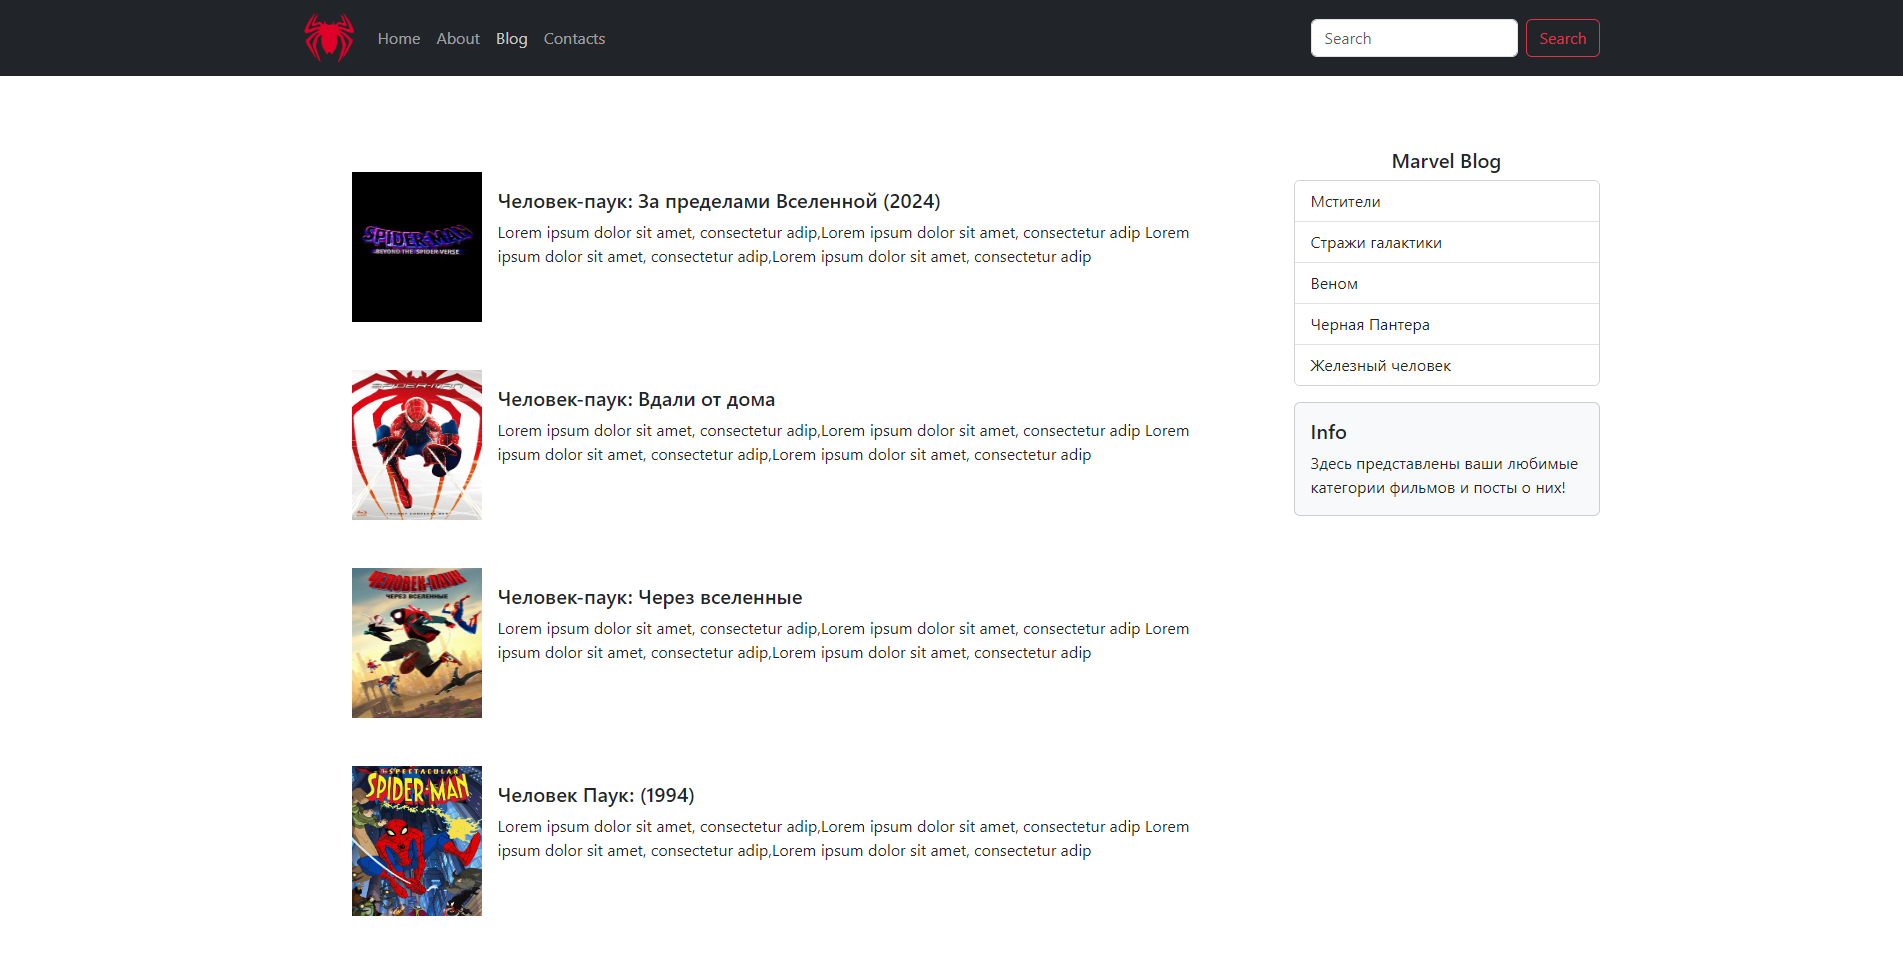 Home About Blog Contacts
Search Search
SPIDER-MAN
BEYOND THE SPIDER-VERSE
Человек-паук: За пределами Вселенной (2024)
Lorem ipsum dolor sit amet, consectetur adip,Lorem ipsum dolor sit amet, consectetur adip Lorem
ipsum dolor sit amet, consectetur adip,Lorem ipsum dolor sit amet, consectetur adip
SPIDER-MAN
Человек-паук: Вдали от дома
Lorem ipsum dolor sit amet, consectetur adip,Lorem ipsum dolor sit amet, consectetur adip Lorem
ipsum dolor sit amet, consectetur adip,Lorem ipsum dolor sit amet, consectetur adip
ЧЕЛОВЕК-ПАУК
ЧЕРЕЗ ВСЕЛЕННЫЕ
Человек-паук: Через вселенные
Lorem ipsum dolor sit amet, consectetur adip,Lorem ipsum dolor sit amet, consectetur adip Lorem
ipsum dolor sit amet, consectetur adip,Lorem ipsum dolor sit amet, consectetur adip
THE SPECTACULAR
SPIDER-MAN
Человек Паук: (1994)
Lorem ipsum dolor sit amet, consectetur adip,Lorem ipsum dolor sit amet, consectetur adip Lorem
ipsum dolor sit amet, consectetur adip,Lorem ipsum dolor sit amet, consectetur adip
Marvel Blog
Мстители
Стражи галактики
Веном
Черная Пантера
Железный человек
Info
Здесь представлены ваши любимые
категории фильмов и посты о них!